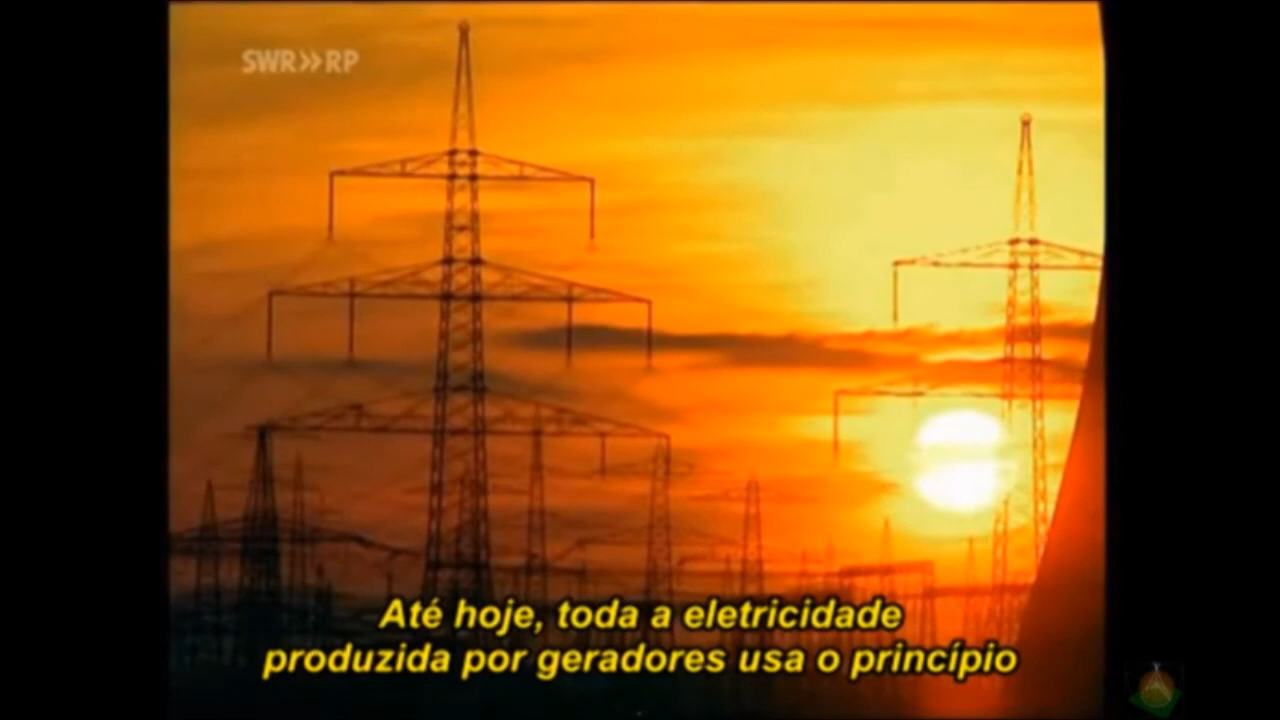 SWR»RP
Até hoje, toda a eletricidade
produzida por geradores usa o princípio